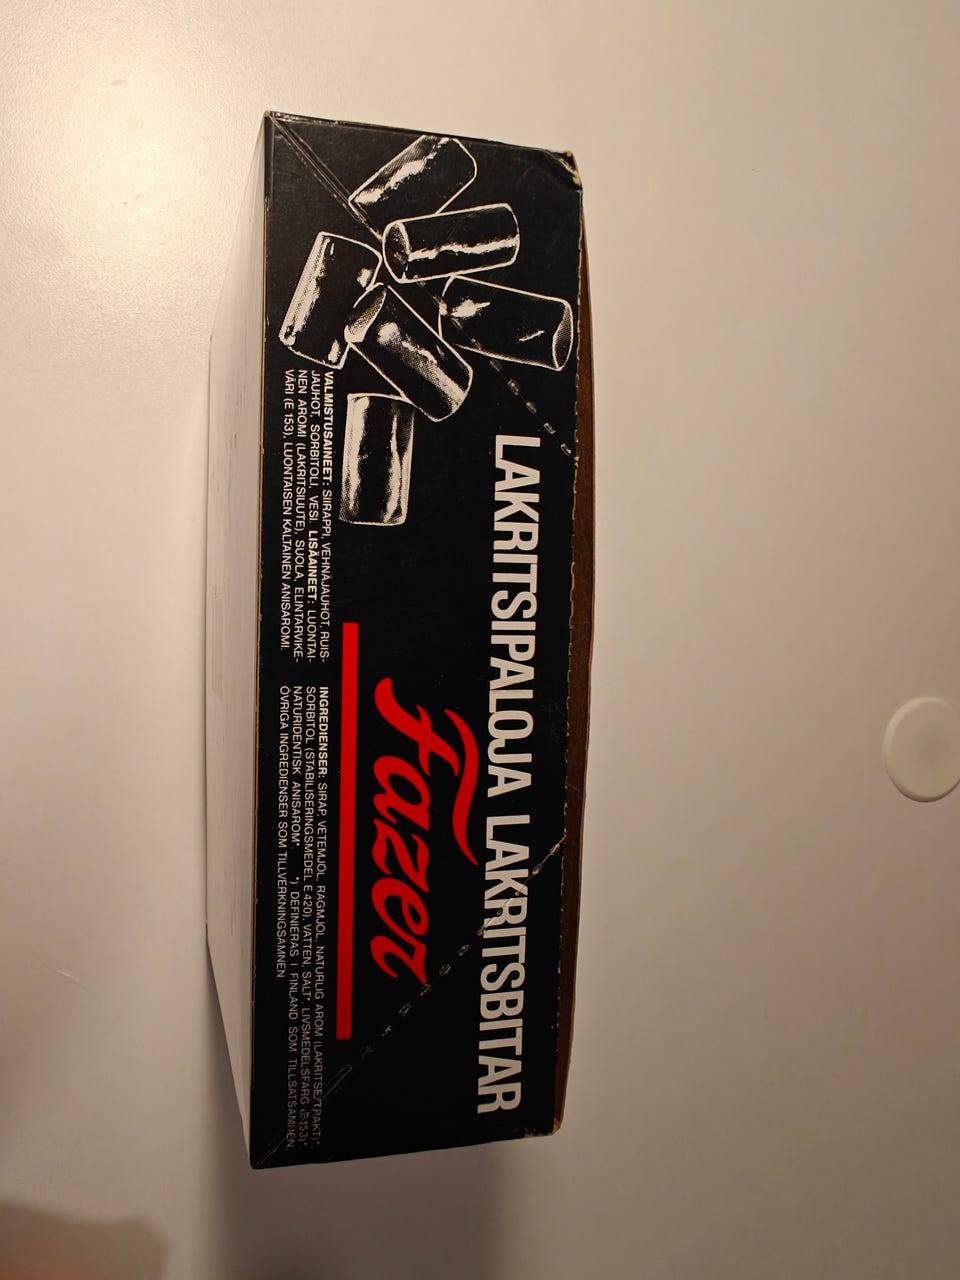 LAKRITSIPALOJA LAKRITSBITAR
Fazer
VALMISTUSAINEET: SIIRAPPI, VEHNÄJAUHOT, RUIS-
JAUHOT, SORBITOLI, VESI. LISÄAINEET: LUONTAI-
NEN AROMI (LAKRITSIUUTE), SUOLA, ELINTARVIKE-
VÄRI (E 153), LUONTAISEN KALTAINEN ANISAROMI.
INGREDIENSER: SIRAP, VETEMJÖL, RÅGMJÖL, NATURLIG AROM (LAKRITSEXTRAKT)*,
SORBITOL (STABILISERINGSMEDEL E 420), VATTEN, SALT*, LIVSMEDELSFÄRG (E 153)*,
NATURIDENTISK ANISAROM* *) DEFINIERAS I FINLAND SOM TILLSATSÄMNEN,
ÖVRIGA INGREDIENSER SOM TILLVERKNINGSÄMNEN